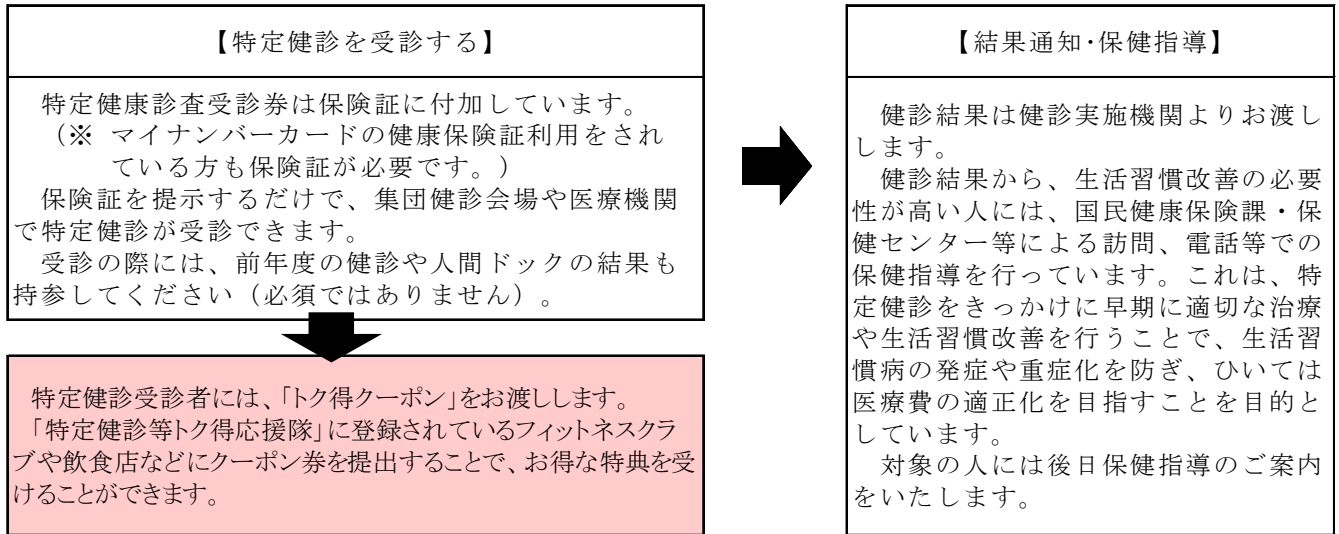 【特定健診を受診する】
特定健康診査受診券は保険証に付加しています。
（※ マイナンバーカードの健康保険証利用をされ
ている方も保険証が必要です。）
保険証を提示するだけで、集団健診会場や医療機関
で特定健診が受診できます。
受診の際には、前年度の健診や人間ドックの結果も
持参してください（必須ではありません）。
特定健診受診者には、「トク得クーポン」をお渡しします。
「特定健診等トク得応援隊」に登録されているフィットネスクラ
ブや飲食店などにクーポン券を提出することで、お得な特典を受
けることができます。
【結果通知･保健指導】
健診結果は健診実施機関よりお渡し
します。
健診結果から、生活習慣改善の必要
性が高い人には、国民健康保険課・保
健センター等による訪問、電話等での
保健指導を行っています。これは、特
定健診をきっかけに早期に適切な治療
や生活習慣改善を行うことで、生活習
慣病の発症や重症化を防ぎ、ひいては
医療費の適正化を目指すことを目的と
しています。
対象の人には後日保健指導のご案内
をいたします。